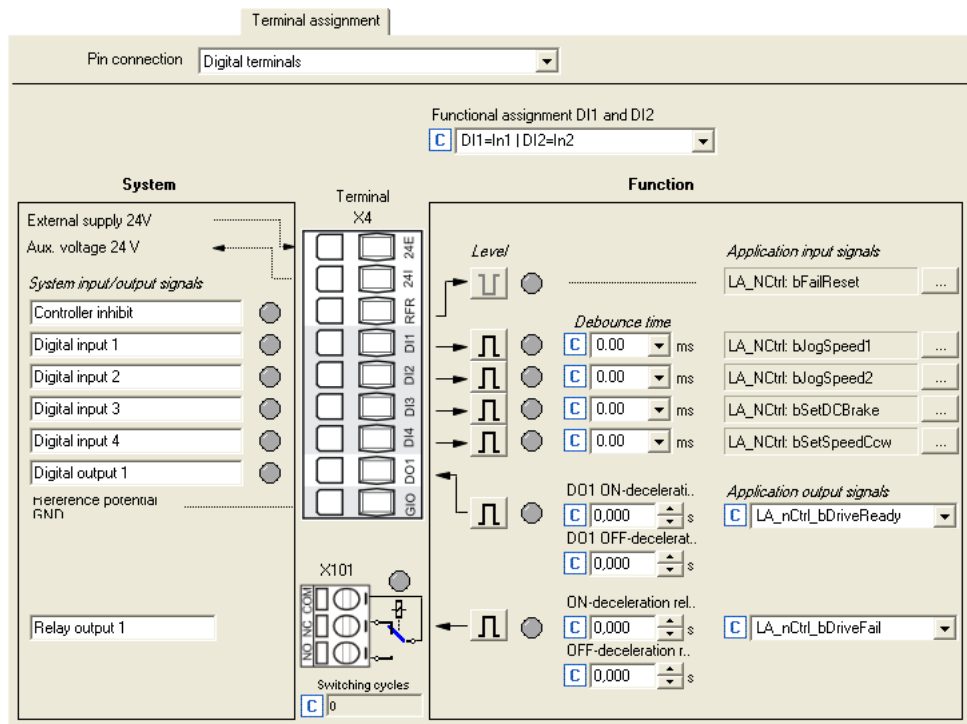 Terminal assignment
Pin connection Digital terminals
Functional assignment DI1 and DI2
C DI1=In1 | DI2=In2
System
Terminal
X4
Function
External supply 24V
Aux. voltage 24 V
System input/output signals
Controller inhibit
Digital input 1
Digital input 2
Digital input 3
Digital input 4
Digital output 1
Reference potential
GND
Relay output 1
24E
24I
RFR
DI1
DI2
DI3
DI4
DO1
GIO
X101
COM
NC
NO
Switching cycles
C 0
Level
Application input signals
LA_NCtrl: bFailReset ...
Debounce time
C 0.00 ms LA_NCtrl: bJogSpeed1 ...
C 0.00 ms LA_NCtrl: bJogSpeed2 ...
C 0.00 ms LA_NCtrl: bSetDCBrake ...
C 0.00 ms LA_NCtrl: bSetSpeedCcw ...
DO1 ON-decelerati.. Application output signals
C 0,000 s C LA_nCtrl_bDriveReady
DO1 OFF-decelerat..
C 0,000 s
ON-deceleration rel..
C 0,000 s C LA_nCtrl_bDriveFail
OFF-deceleration r..
C 0,000 s